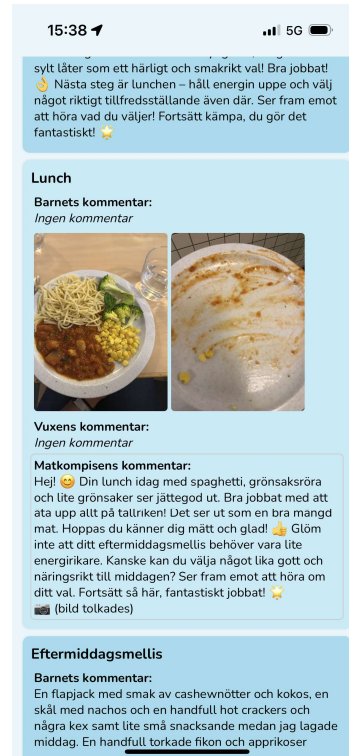 15:38 5G
sylt låter som ett härligt och smakrikt val! Bra jobbat!
👌 Nästa steg är lunchen – håll energin uppe och välj
något riktigt tillfredsställande även där. Ser fram emot
att höra vad du väljer! Fortsätt kämpa, du gör det
fantastiskt! 🌟
Lunch
Barnets kommentar:
Ingen kommentar
Vuxens kommentar:
Ingen kommentar
Matkompisens kommentar:
Hej! 😊 Din lunch idag med spaghetti, grönsaksröra
och lite grönsaker ser jättegod ut. Bra jobbat med att
äta upp allt på tallriken! Det ser ut som en bra mängd
mat. Hoppas du känner dig mätt och glad! 👍 Glöm
inte att ditt eftermiddagsmellis behöver vara lite
energirikare. Kanske kan du välja något lika gott och
näringsrikt till middagen? Ser fram emot att höra om
ditt val. Fortsätt så här, fantastiskt jobbat! 🌟
📷 (bild tolkades)
Eftermiddagsmellis
Barnets kommentar:
En flapjack med smak av cashewnötter och kokos, en
skål med nachos och en handfull hot crackers och
några kex samt lite små snacksande medan jag lagade
middag. En handfull torkade fikon och apprikoser